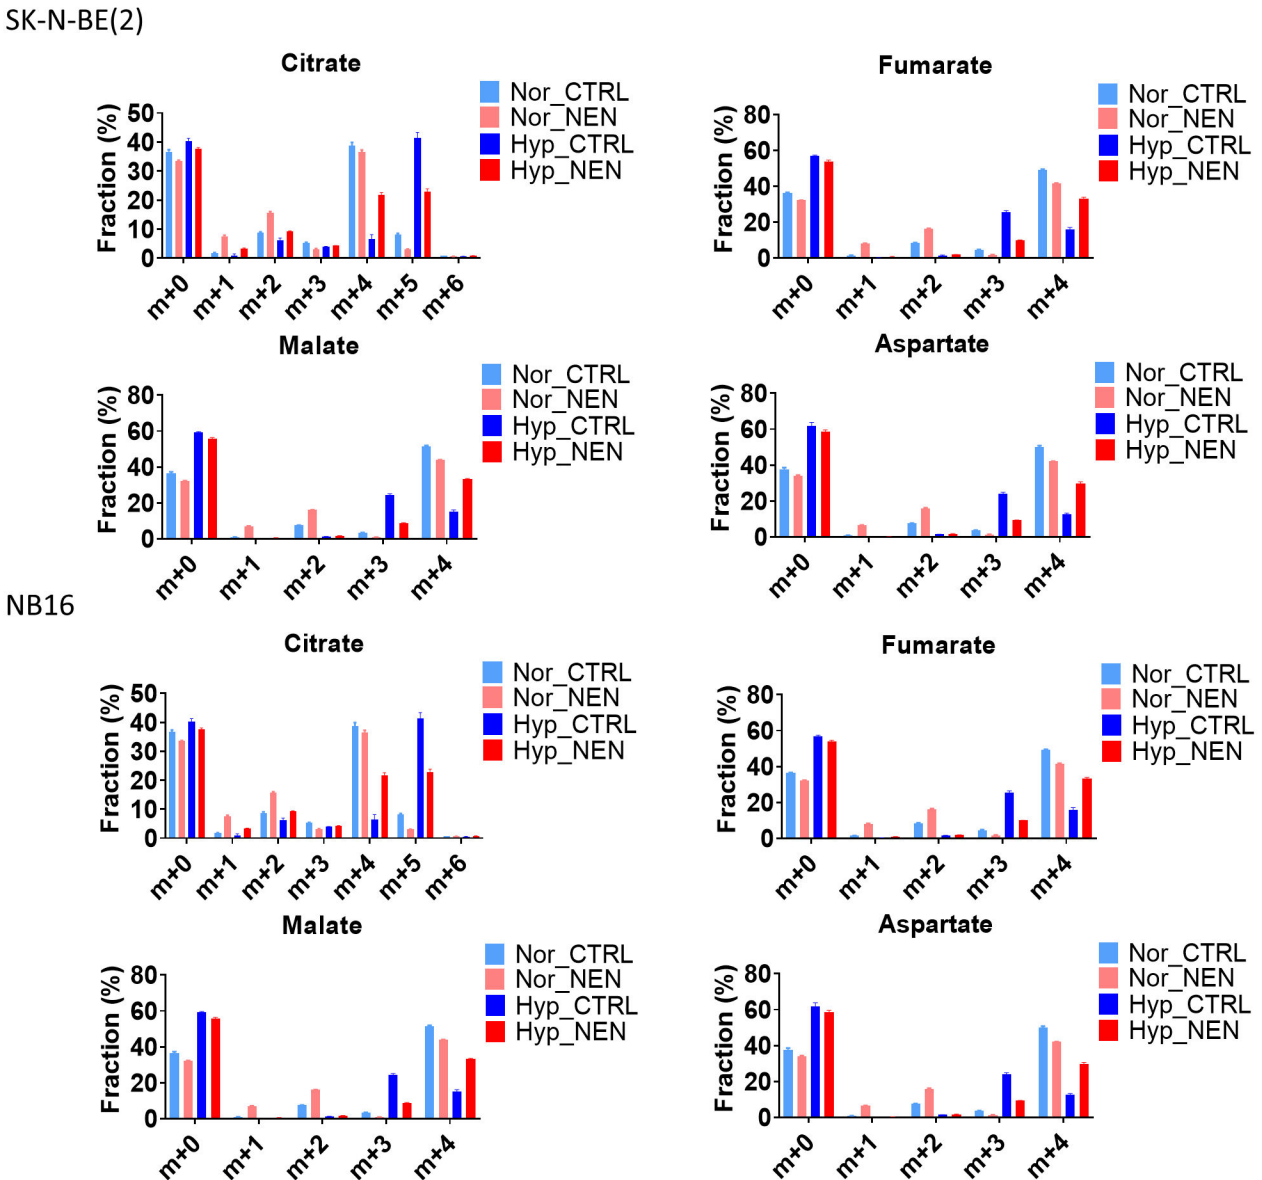 SK-N-BE(2)
Citrate
Fraction (%)
50
40
30
20
10
0
m+0 m+1 m+2 m+3 m+4 m+5 m+6
Nor_CTRL
Nor_NEN
Hyp_CTRL
Hyp_NEN
Fumarate
Fraction (%)
80
60
40
20
0
m+0 m+1 m+2 m+3 m+4
Nor_CTRL
Nor_NEN
Hyp_CTRL
Hyp_NEN
Malate
Fraction (%)
80
60
40
20
0
m+0 m+1 m+2 m+3 m+4
Nor_CTRL
Nor_NEN
Hyp_CTRL
Hyp_NEN
Aspartate
Fraction (%)
80
60
40
20
0
m+0 m+1 m+2 m+3 m+4
Nor_CTRL
Nor_NEN
Hyp_CTRL
Hyp_NEN
NB16
Citrate
Fraction (%)
50
40
30
20
10
0
m+0 m+1 m+2 m+3 m+4 m+5 m+6
Nor_CTRL
Nor_NEN
Hyp_CTRL
Hyp_NEN
Fumarate
Fraction (%)
80
60
40
20
0
m+0 m+1 m+2 m+3 m+4
Nor_CTRL
Nor_NEN
Hyp_CTRL
Hyp_NEN
Malate
Fraction (%)
80
60
40
20
0
m+0 m+1 m+2 m+3 m+4
Nor_CTRL
Nor_NEN
Hyp_CTRL
Hyp_NEN
Aspartate
Fraction (%)
80
60
40
20
0
m+0 m+1 m+2 m+3 m+4
Nor_CTRL
Nor_NEN
Hyp_CTRL
Hyp_NEN